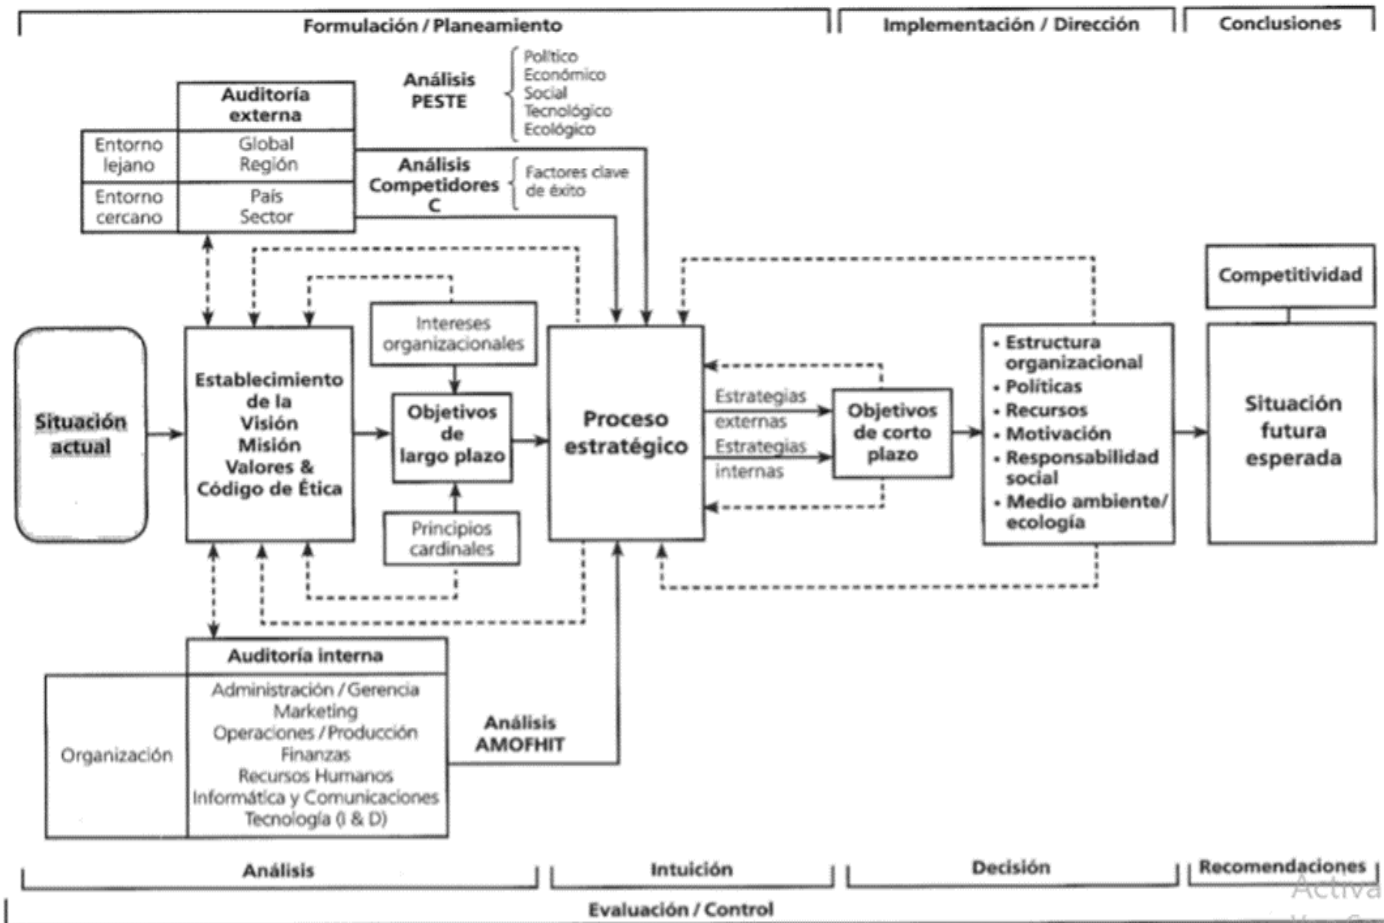 Formulación / Planeamiento
Implementación / Dirección
Conclusiones
Análisis
PESTE
Político
Económico
Social
Tecnológico
Ecológico
Auditoría
externa
Entorno
lejano
Global
Región
Entorno
cercano
País
Sector
Análisis
Competidores
C
Factores clave
de éxito
Situación
actual
Establecimiento
de la
Visión
Misión
Valores &
Código de Ética
Intereses
organizacionales
Objetivos
de
largo plazo
Principios
cardinales
Proceso
estratégico
Estrategias
externas
Estrategias
internas
Objetivos
de corto
plazo
• Estructura
organizacional
• Políticas
• Recursos
• Motivación
• Responsabilidad
social
• Medio ambiente/
ecología
Competitividad
Situación
futura
esperada
Auditoría interna
Organización
Administración / Gerencia
Marketing
Operaciones / Producción
Finanzas
Recursos Humanos
Informática y Comunicaciones
Tecnología (I & D)
Análisis
AMOFHIT
Análisis
Intuición
Decisión
Recomendaciones
Evaluación / Control
Activa